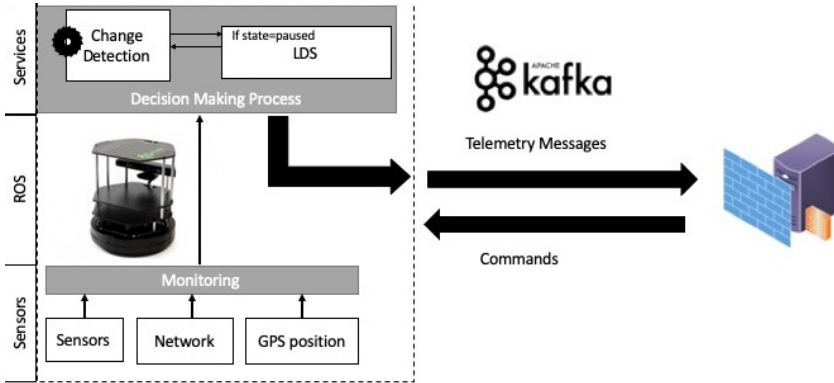 Services
Change
Detection
If state=paused
LDS
Decision Making Process
APACHE
kafka
Telemetry Messages
ROS
Commands
Monitoring
Sensors
Sensors
Network
GPS position